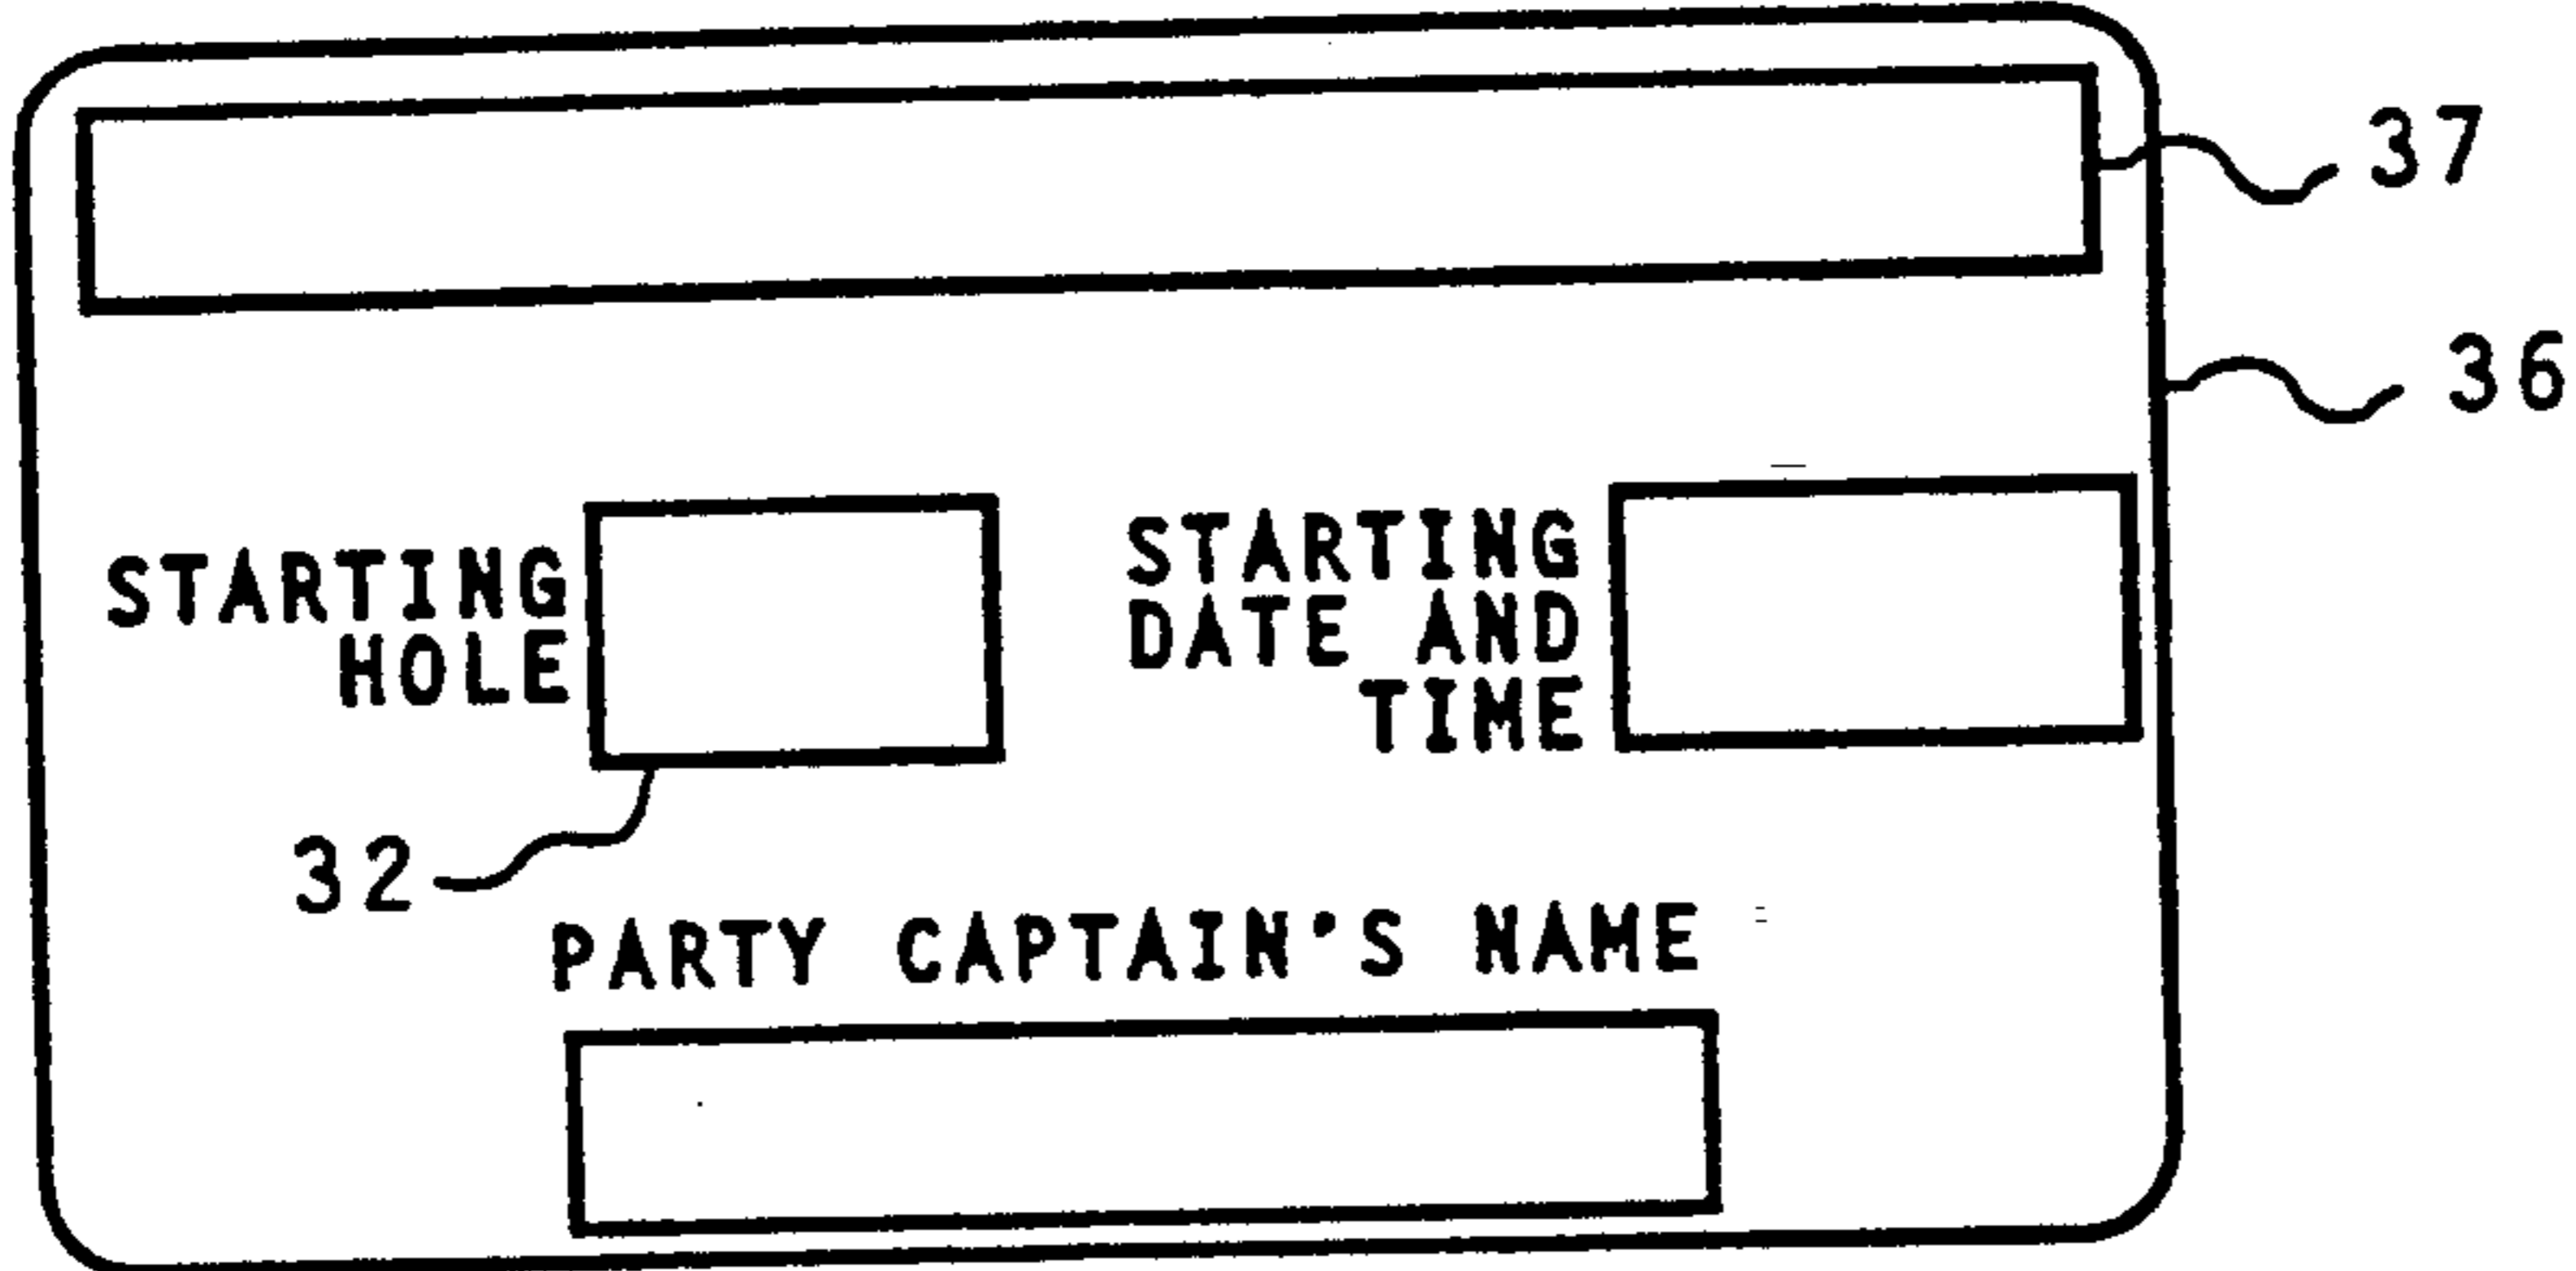 37
36
STARTING
HOLE
STARTING
DATE AND
TIME
32
PARTY CAPTAIN'S NAME